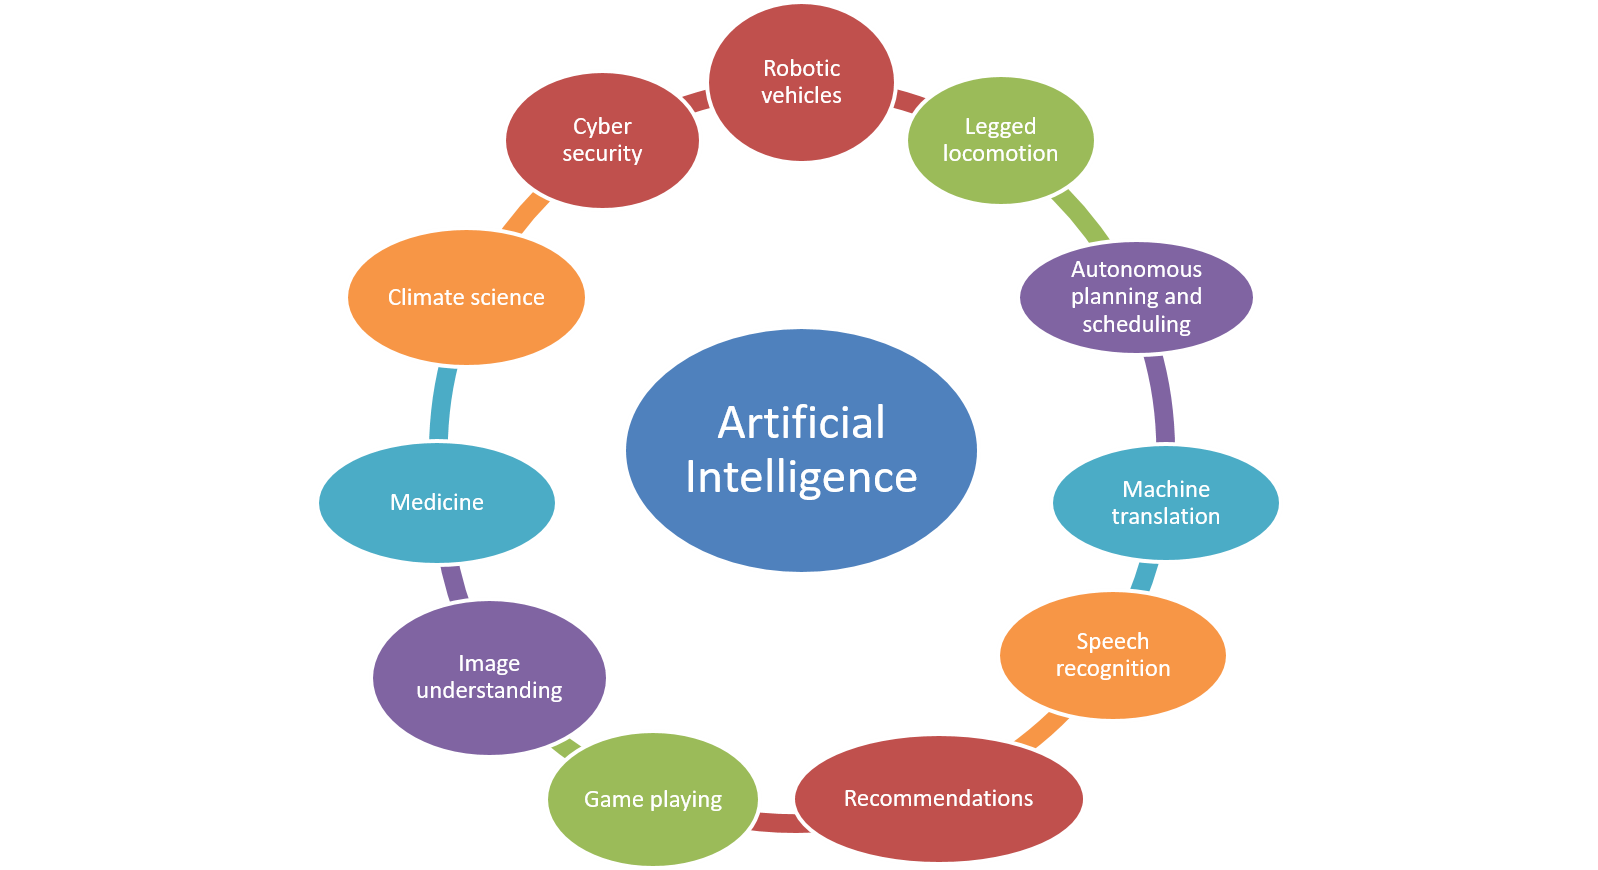 Robotic
vehicles
Legged
locomotion
Autonomous
planning and
scheduling
Machine
translation
Speech
recognition
Recommendations
Game playing
Image
understanding
Medicine
Climate science
Cyber
security
Artificial
Intelligence